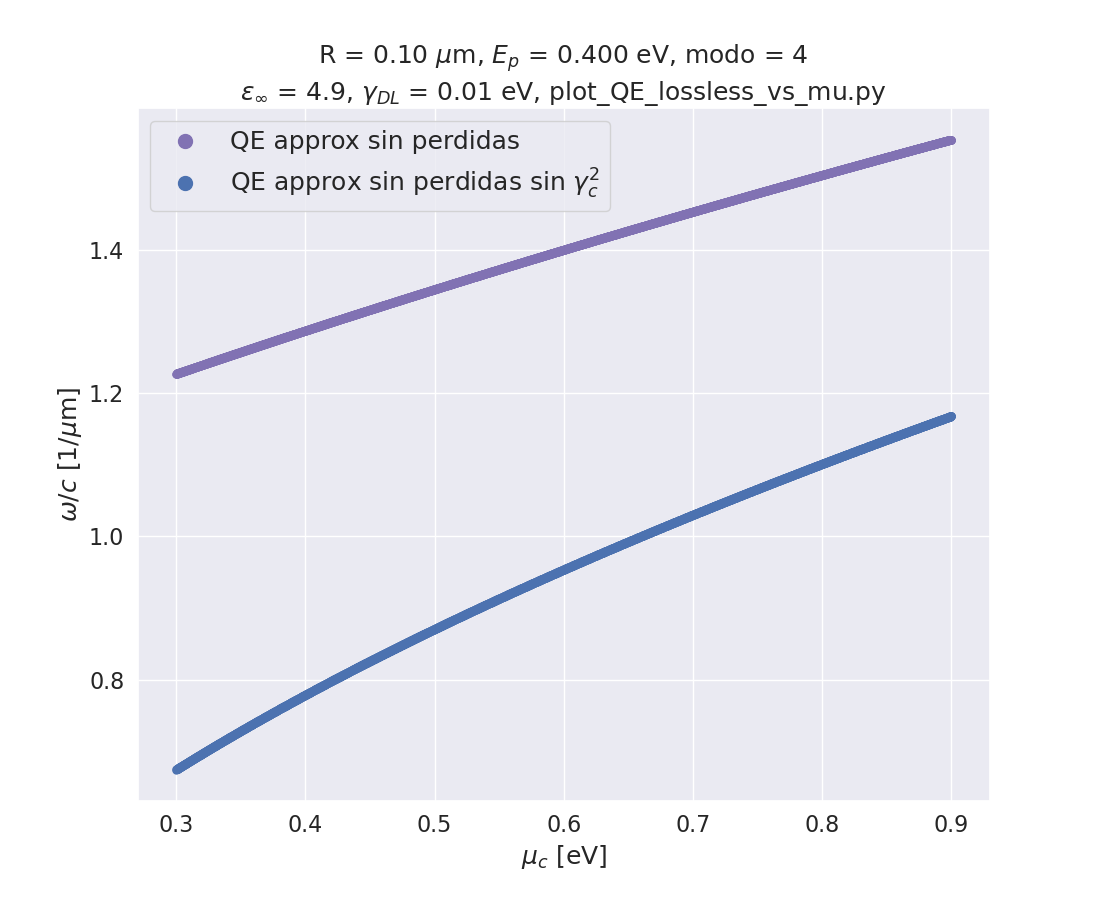 R = 0.10 μm, E_p = 0.400 eV, modo = 4
ε_∞ = 4.9, γ_DL = 0.01 eV, plot_QE_lossless_vs_mu.py
QE approx sin perdidas
QE approx sin perdidas sin γ_c^2
1.4
1.2
1.0
0.8
ω/c [1/μm]
0.3 0.4 0.5 0.6 0.7 0.8 0.9
μ_c [eV]